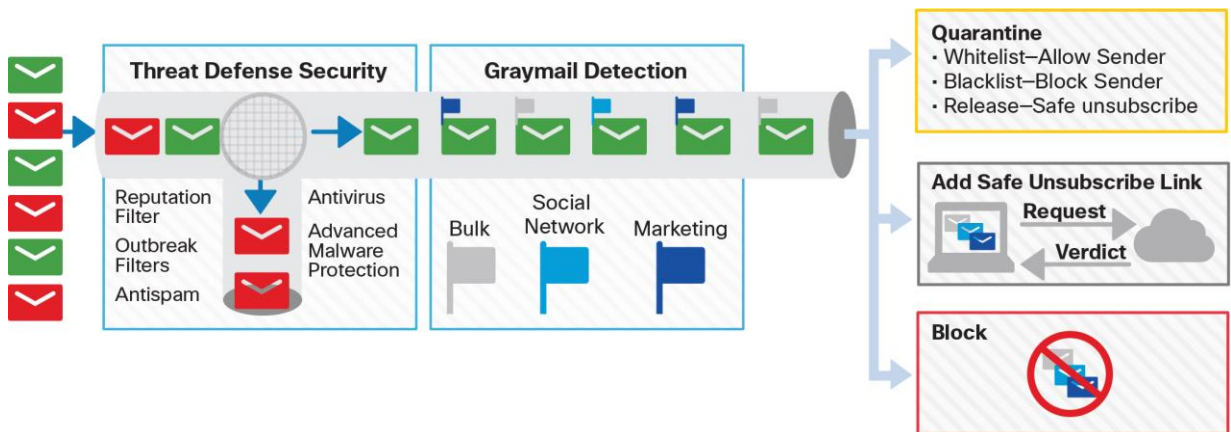 Threat Defense Security
Reputation
Filter
Outbreak
Filters
Antispam
Antivirus
Advanced
Malware
Protection
Graymail Detection
Bulk
Social
Network
Marketing
Quarantine
· Whitelist—Allow Sender
· Blacklist—Block Sender
· Release—Safe unsubscribe
Add Safe Unsubscribe Link
Request
Verdict
Block